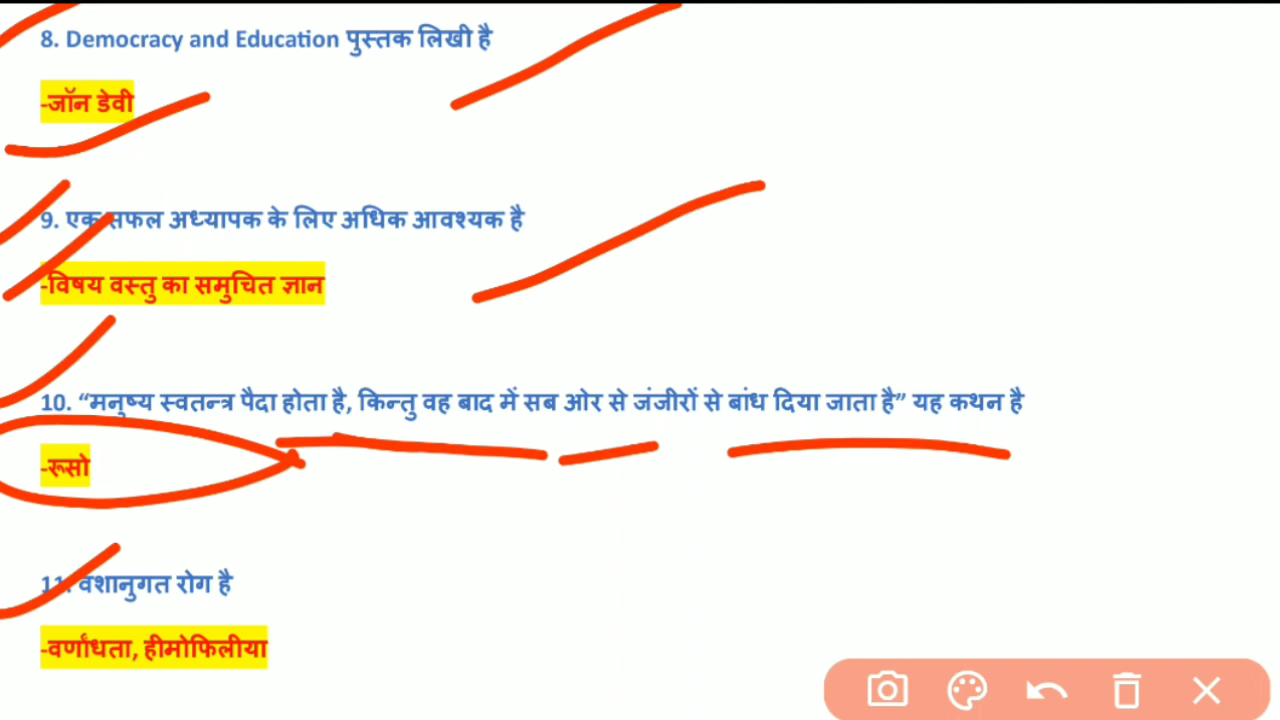 8. Democracy and Education पुस्तक लिखी है
-जॉन डेवी
9. एक सफल अध्यापक के लिए अधिक आवश्यक है
-विषय वस्तु का समुचित ज्ञान
10. “मनुष्य स्वतन्त्र पैदा होता है, किन्तु वह बाद में सब ओर से जंजीरों से बांध दिया जाता है” यह कथन है
-रूसो
11. वंशानुगत रोग है
-वर्णांधता, हीमोफिलीया